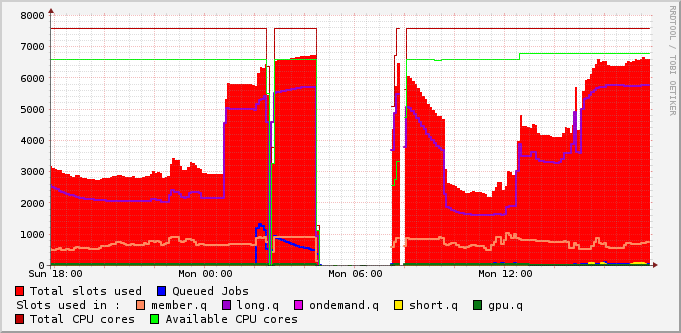 8000
7000
6000
5000
4000
3000
2000
1000
0
Sun 18:00 Mon 00:00 Mon 06:00 Mon 12:00
RRDTOOL / TOBI OETIKER
Total slots used Queued Jobs
Slots used in : member.q long.q ondemand.q short.q gpu.q
Total CPU cores Available CPU cores